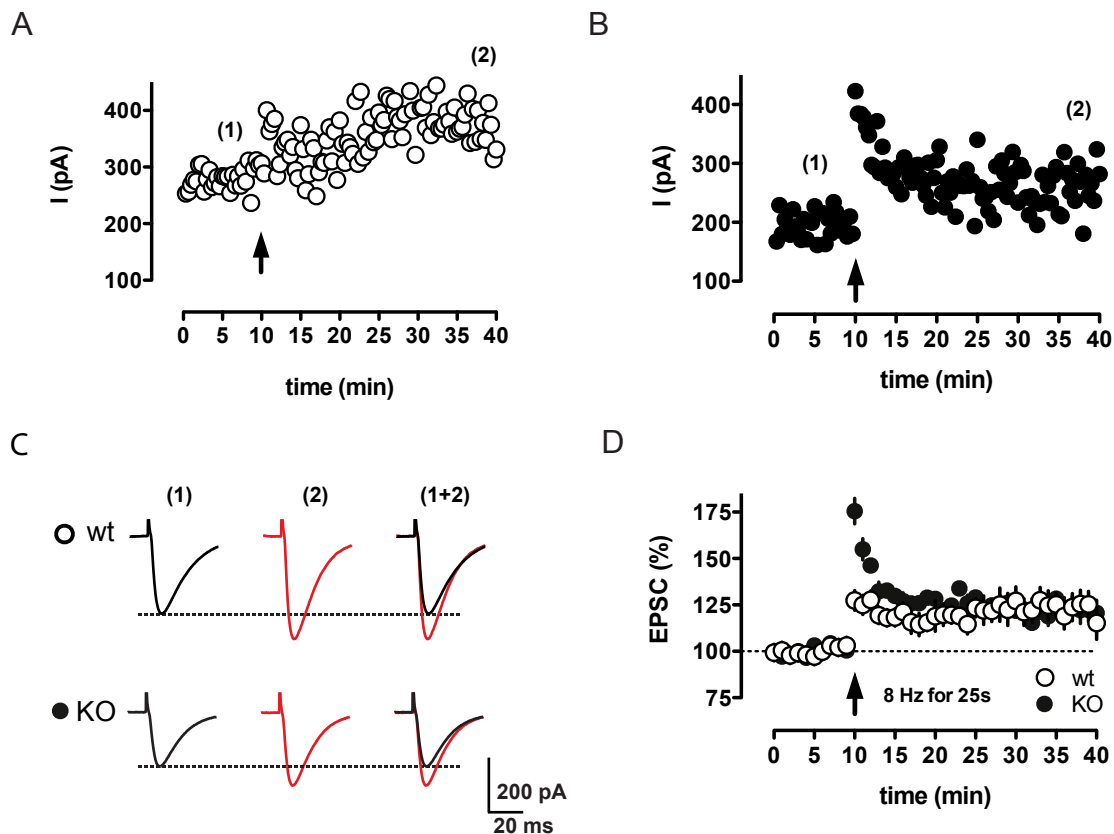 A
I (pA)
400
300
200
100
(1)
(2)
0 5 10 15 20 25 30 35 40
time (min)
B
I (pA)
400
300
200
100
(1)
(2)
0 5 10 15 20 25 30 35 40
time (min)
C
(1) (2) (1+2)
wt
KO
200 pA
20 ms
D
EPSC (%)
175
150
125
100
75
8 Hz for 25s
wt
KO
0 5 10 15 20 25 30 35 40
time (min)